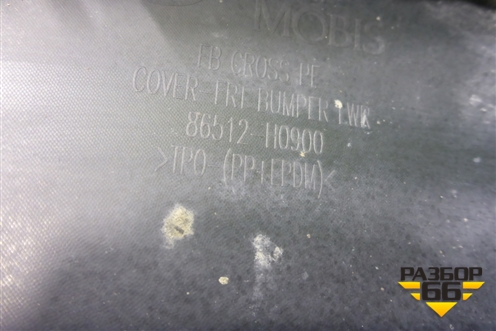 MOBIS
FB CROSS PE
COVER-FRT BUMPER LWR
86512-H0900
>TPO-(PP+EPDM)<
РАЗБОР
66